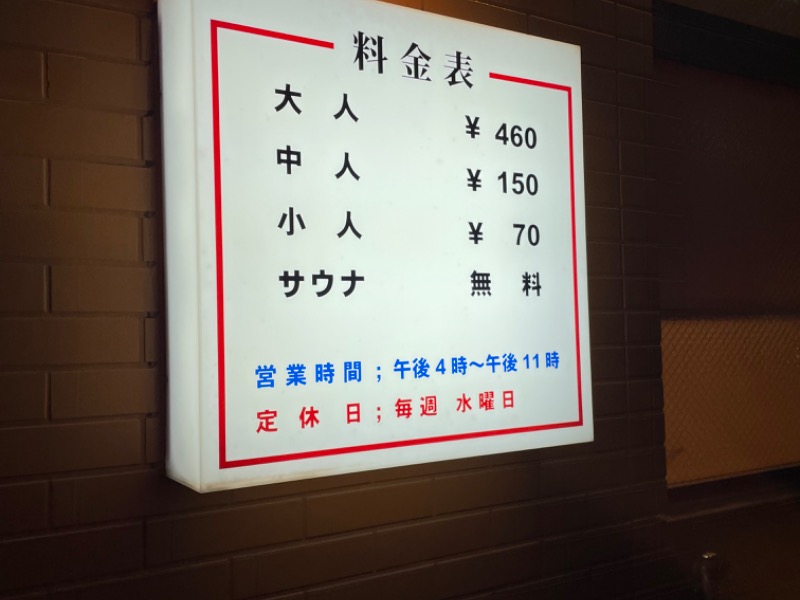 料金表
大人 ¥ 460
中人 ¥ 150
小人 ¥ 70
サウナ 無料
営業時間;午後4時～午後11時
定休日;毎週 水曜日